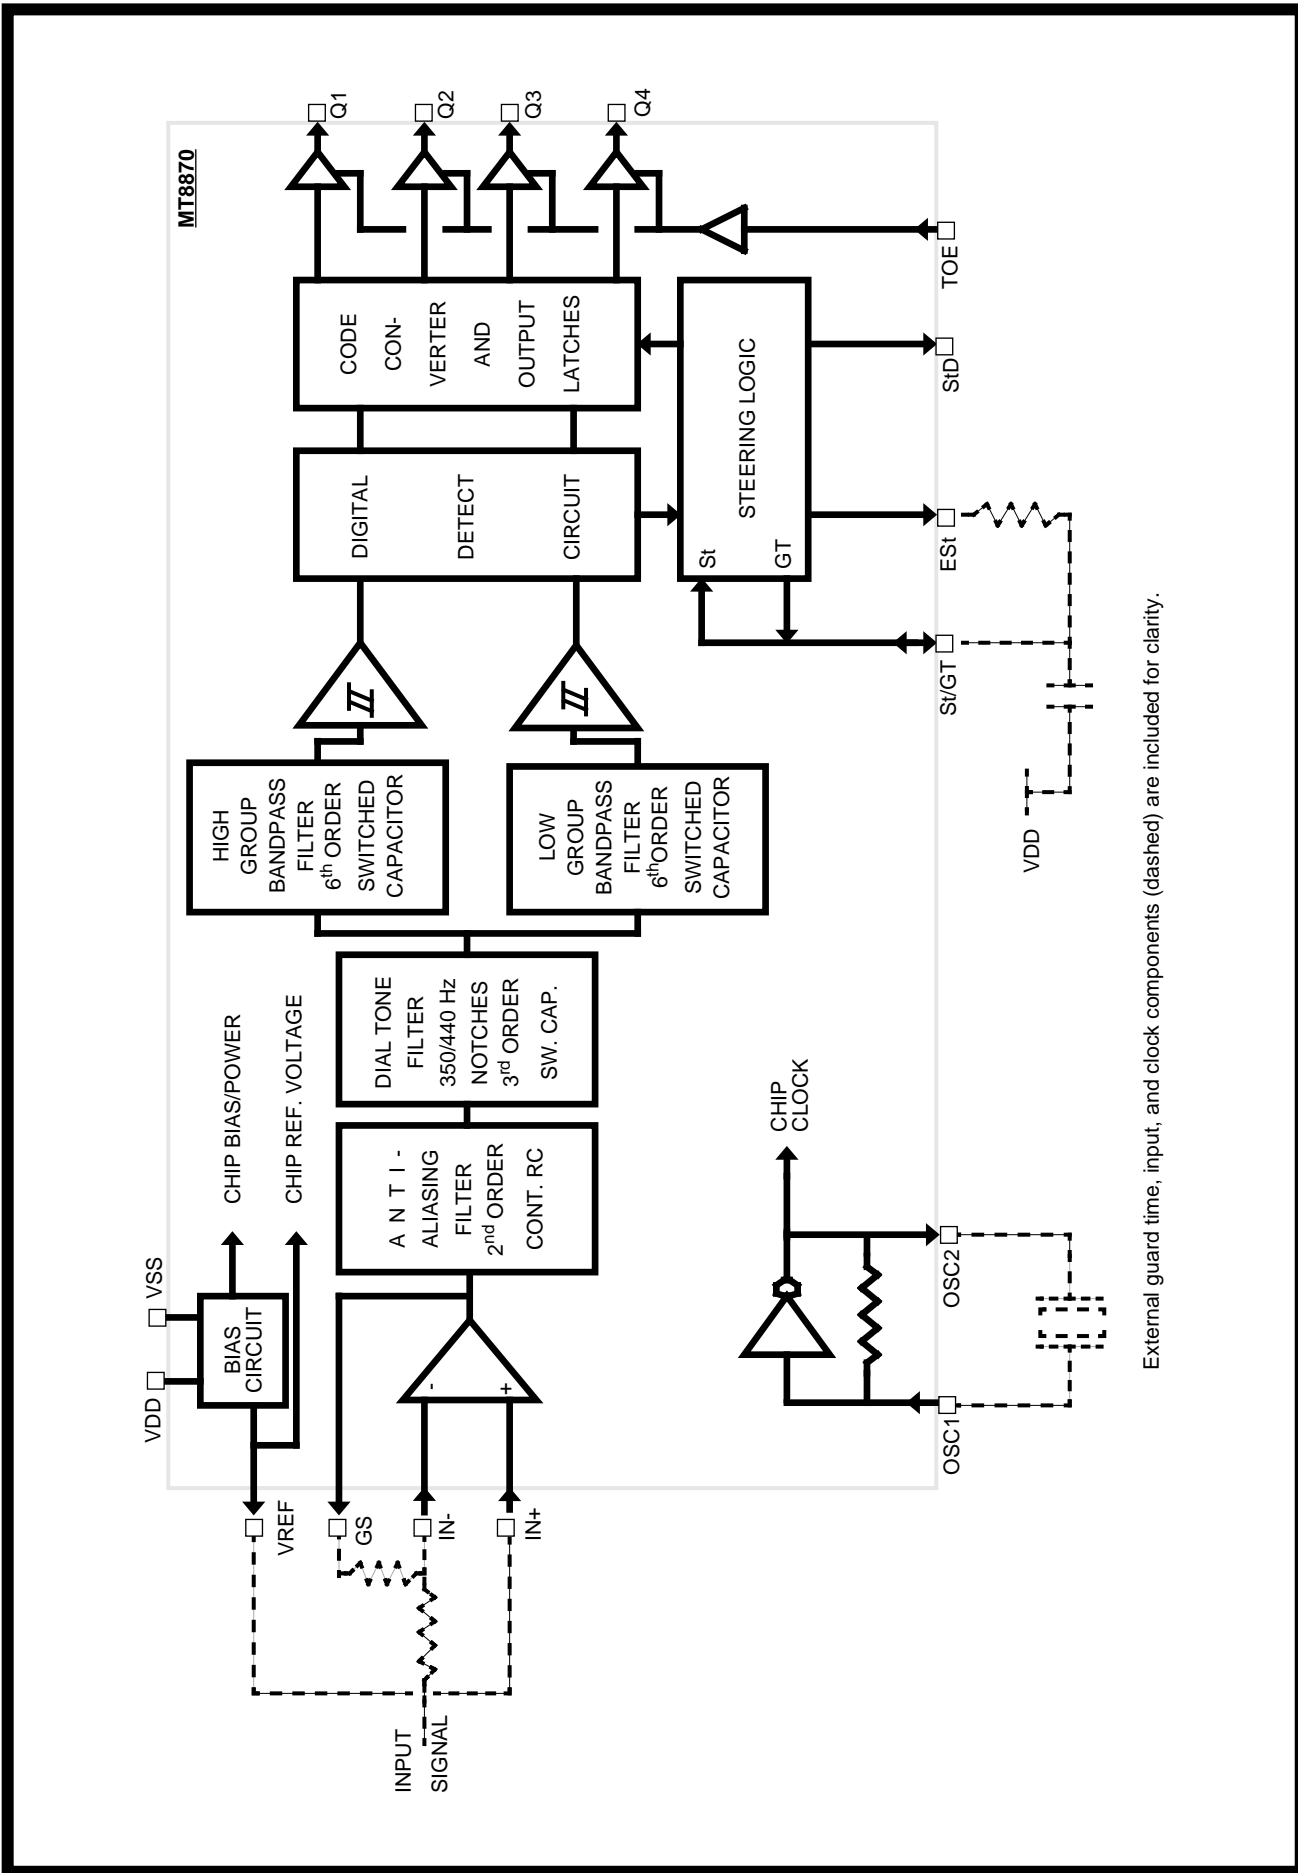 MT8870
VDD
VSS
BIAS
CIRCUIT
CHIP BIAS/POWER
CHIP REF. VOLTAGE
VREF
GS
IN-
IN+
INPUT
SIGNAL
-
+
A N T I -
ALIASING
FILTER
2nd ORDER
CONT. RC
DIAL TONE
FILTER
350/440 Hz
NOTCHES
3rd ORDER
SW. CAP.
HIGH
GROUP
BANDPASS
FILTER
6th ORDER
SWITCHED
CAPACITOR
LOW
GROUP
BANDPASS
FILTER
6thORDER
SWITCHED
CAPACITOR
DIGITAL
DETECT
CIRCUIT
CODE
CON-
VERTER
AND
OUTPUT
LATCHES
Q1
Q2
Q3
Q4
St
GT
STEERING LOGIC
CHIP
CLOCK
OSC1
OSC2
St/GT
ESt
StD
TOE
VDD
External guard time, input, and clock components (dashed) are included for clarity.